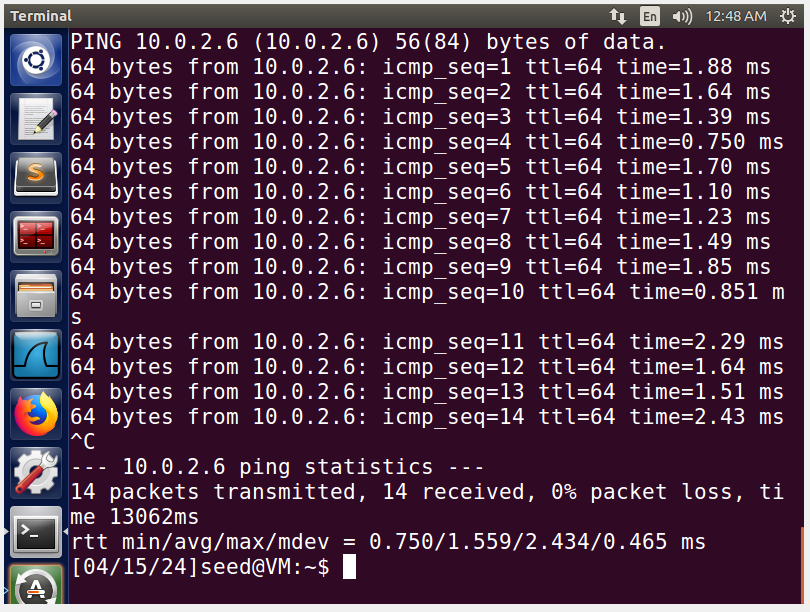 Terminal
En
12:48 AM
PING 10.0.2.6 (10.0.2.6) 56(84) bytes of data.
64 bytes from 10.0.2.6: icmp_seq=1 ttl=64 time=1.88 ms
64 bytes from 10.0.2.6: icmp_seq=2 ttl=64 time=1.64 ms
64 bytes from 10.0.2.6: icmp_seq=3 ttl=64 time=1.39 ms
64 bytes from 10.0.2.6: icmp_seq=4 ttl=64 time=0.750 ms
64 bytes from 10.0.2.6: icmp_seq=5 ttl=64 time=1.70 ms
64 bytes from 10.0.2.6: icmp_seq=6 ttl=64 time=1.10 ms
64 bytes from 10.0.2.6: icmp_seq=7 ttl=64 time=1.23 ms
64 bytes from 10.0.2.6: icmp_seq=8 ttl=64 time=1.49 ms
64 bytes from 10.0.2.6: icmp_seq=9 ttl=64 time=1.85 ms
64 bytes from 10.0.2.6: icmp_seq=10 ttl=64 time=0.851 m
s
64 bytes from 10.0.2.6: icmp_seq=11 ttl=64 time=2.29 ms
64 bytes from 10.0.2.6: icmp_seq=12 ttl=64 time=1.64 ms
64 bytes from 10.0.2.6: icmp_seq=13 ttl=64 time=1.51 ms
64 bytes from 10.0.2.6: icmp_seq=14 ttl=64 time=2.43 ms
^C
--- 10.0.2.6 ping statistics ---
14 packets transmitted, 14 received, 0% packet loss, ti
me 13062ms
rtt min/avg/max/mdev = 0.750/1.559/2.434/0.465 ms
[04/15/24]seed@VM:~$